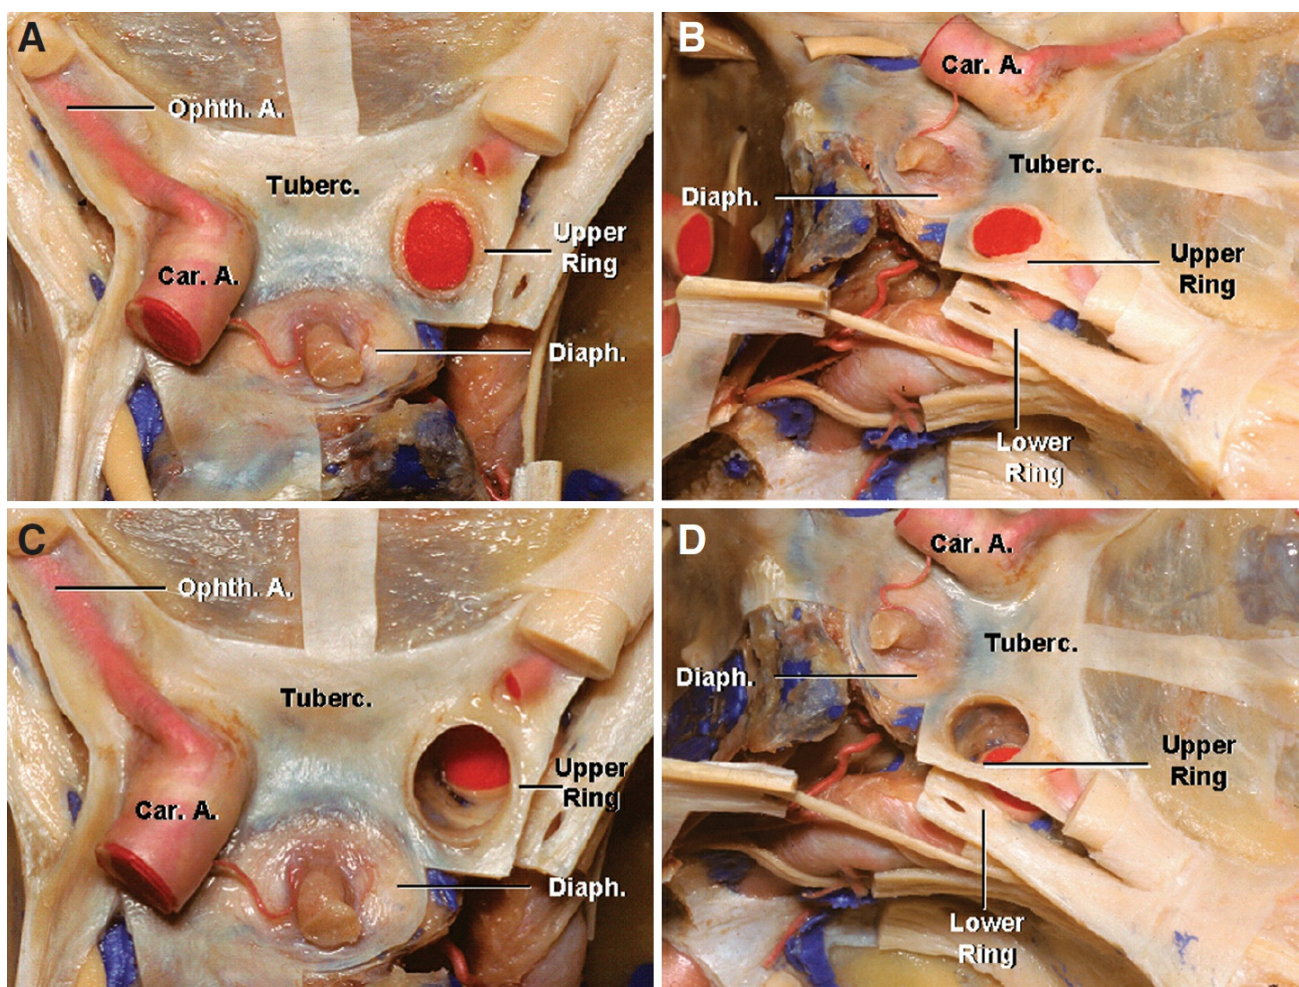 A
Ophth. A.
Tuberc.
Upper
Ring
Car. A.
Diaph.
B
Car. A.
Tuberc.
Diaph.
Upper
Ring
Lower
Ring
C
Ophth. A.
Tuberc.
Upper
Ring
Car. A.
Diaph.
D
Car. A.
Tuberc.
Diaph.
Upper
Ring
Lower
Ring